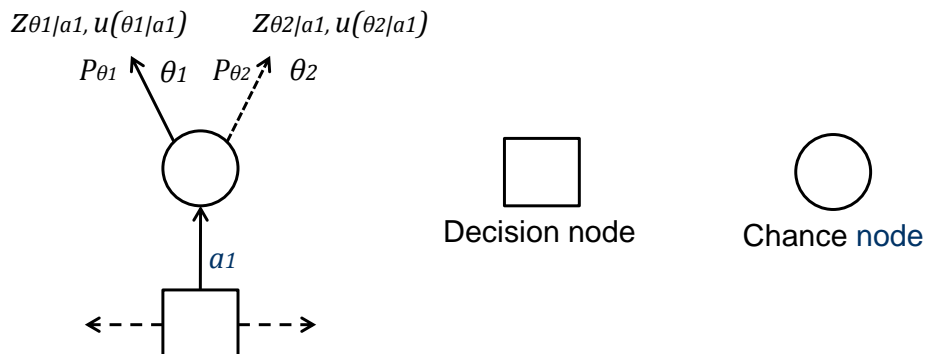 Zθ1|a1, u(θ1|a1) Zθ2|a1, u(θ2|a1)
Pθ1 θ1 Pθ2 θ2
a1
Decision node
Chance node